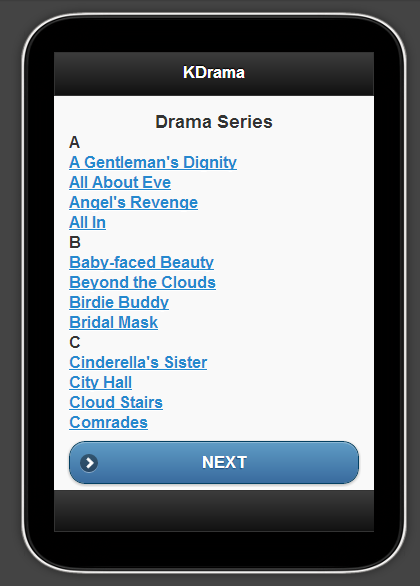 KDrama
Drama Series
A
A Gentleman's Dignity
All About Eve
Angel's Revenge
All In
B
Baby-faced Beauty
Beyond the Clouds
Birdie Buddy
Bridal Mask
C
Cinderella's Sister
City Hall
Cloud Stairs
Comrades
NEXT